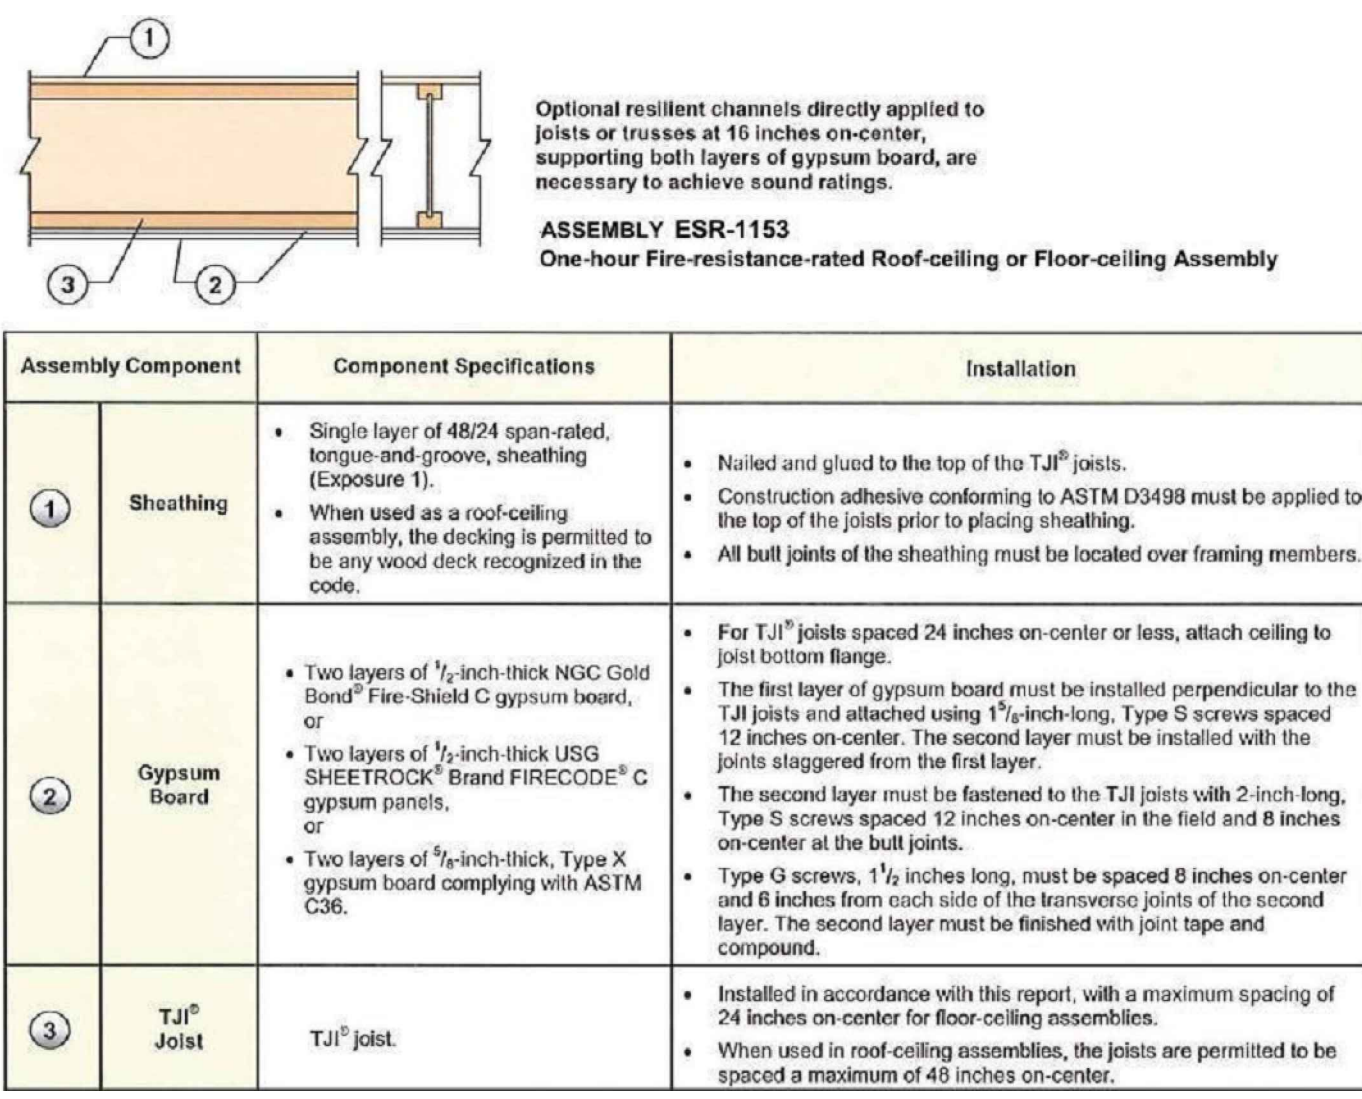 1
Optional resilient channels directly applied to
joists or trusses at 16 inches on-center,
supporting both layers of gypsum board, are
necessary to achieve sound ratings.
ASSEMBLY ESR-1153
One-hour Fire-resistance-rated Roof-ceiling or Floor-ceiling Assembly
3
2
Assembly Component
Component Specifications
Installation
1
Sheathing
• Single layer of 48/24 span-rated,
tongue-and-groove, sheathing
(Exposure 1).
• When used as a roof-ceiling
assembly, the decking is permitted to
be any wood deck recognized in the
code.
• Nailed and glued to the top of the TJI® joists.
• Construction adhesive conforming to ASTM D3498 must be applied to
the top of the joists prior to placing sheathing.
• All butt joints of the sheathing must be located over framing members.
2
Gypsum
Board
• Two layers of 1/2-inch-thick NGC Gold
Bond® Fire-Shield C gypsum board,
or
• Two layers of 1/2-inch-thick USG
SHEETROCK® Brand FIRECODE® C
gypsum panels,
or
• Two layers of 5/8-inch-thick, Type X
gypsum board complying with ASTM
C36.
• For TJI® joists spaced 24 inches on-center or less, attach ceiling to
joist bottom flange.
• The first layer of gypsum board must be installed perpendicular to the
TJI joists and attached using 15/8-inch-long, Type S screws spaced
12 inches on-center. The second layer must be installed with the
joints staggered from the first layer.
• The second layer must be fastened to the TJI joists with 2-inch-long,
Type S screws spaced 12 inches on-center in the field and 8 inches
on-center at the butt joints.
• Type G screws, 11/2 inches long, must be spaced 8 inches on-center
and 6 inches from each side of the transverse joints of the second
layer. The second layer must be finished with joint tape and
compound.
3
TJI®
Joist
TJI® joist.
• Installed in accordance with this report, with a maximum spacing of
24 inches on-center for floor-ceiling assemblies.
• When used in roof-ceiling assemblies, the joists are permitted to be
spaced a maximum of 48 inches on-center.